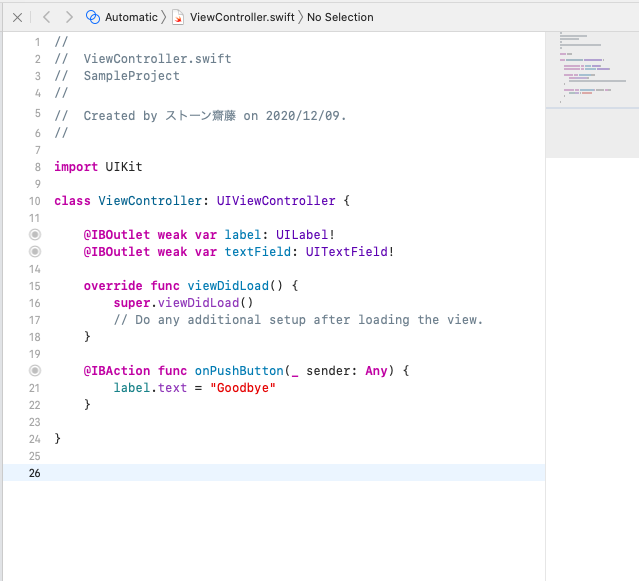 Automatic ViewController.swift No Selection
1 //
2 //  ViewController.swift
3 //  SampleProject
4 //
5 //  Created by ストーン齋藤 on 2020/12/09.
6 //
7
8 import UIKit
9
10 class ViewController: UIViewController {
11
@IBOutlet weak var label: UILabel!
@IBOutlet weak var textField: UITextField!
14
15 override func viewDidLoad() {
16 super.viewDidLoad()
17 // Do any additional setup after loading the view.
18 }
19
@IBAction func onPushButton(_ sender: Any) {
21 label.text = "Goodbye"
22 }
23
24 }
25
26